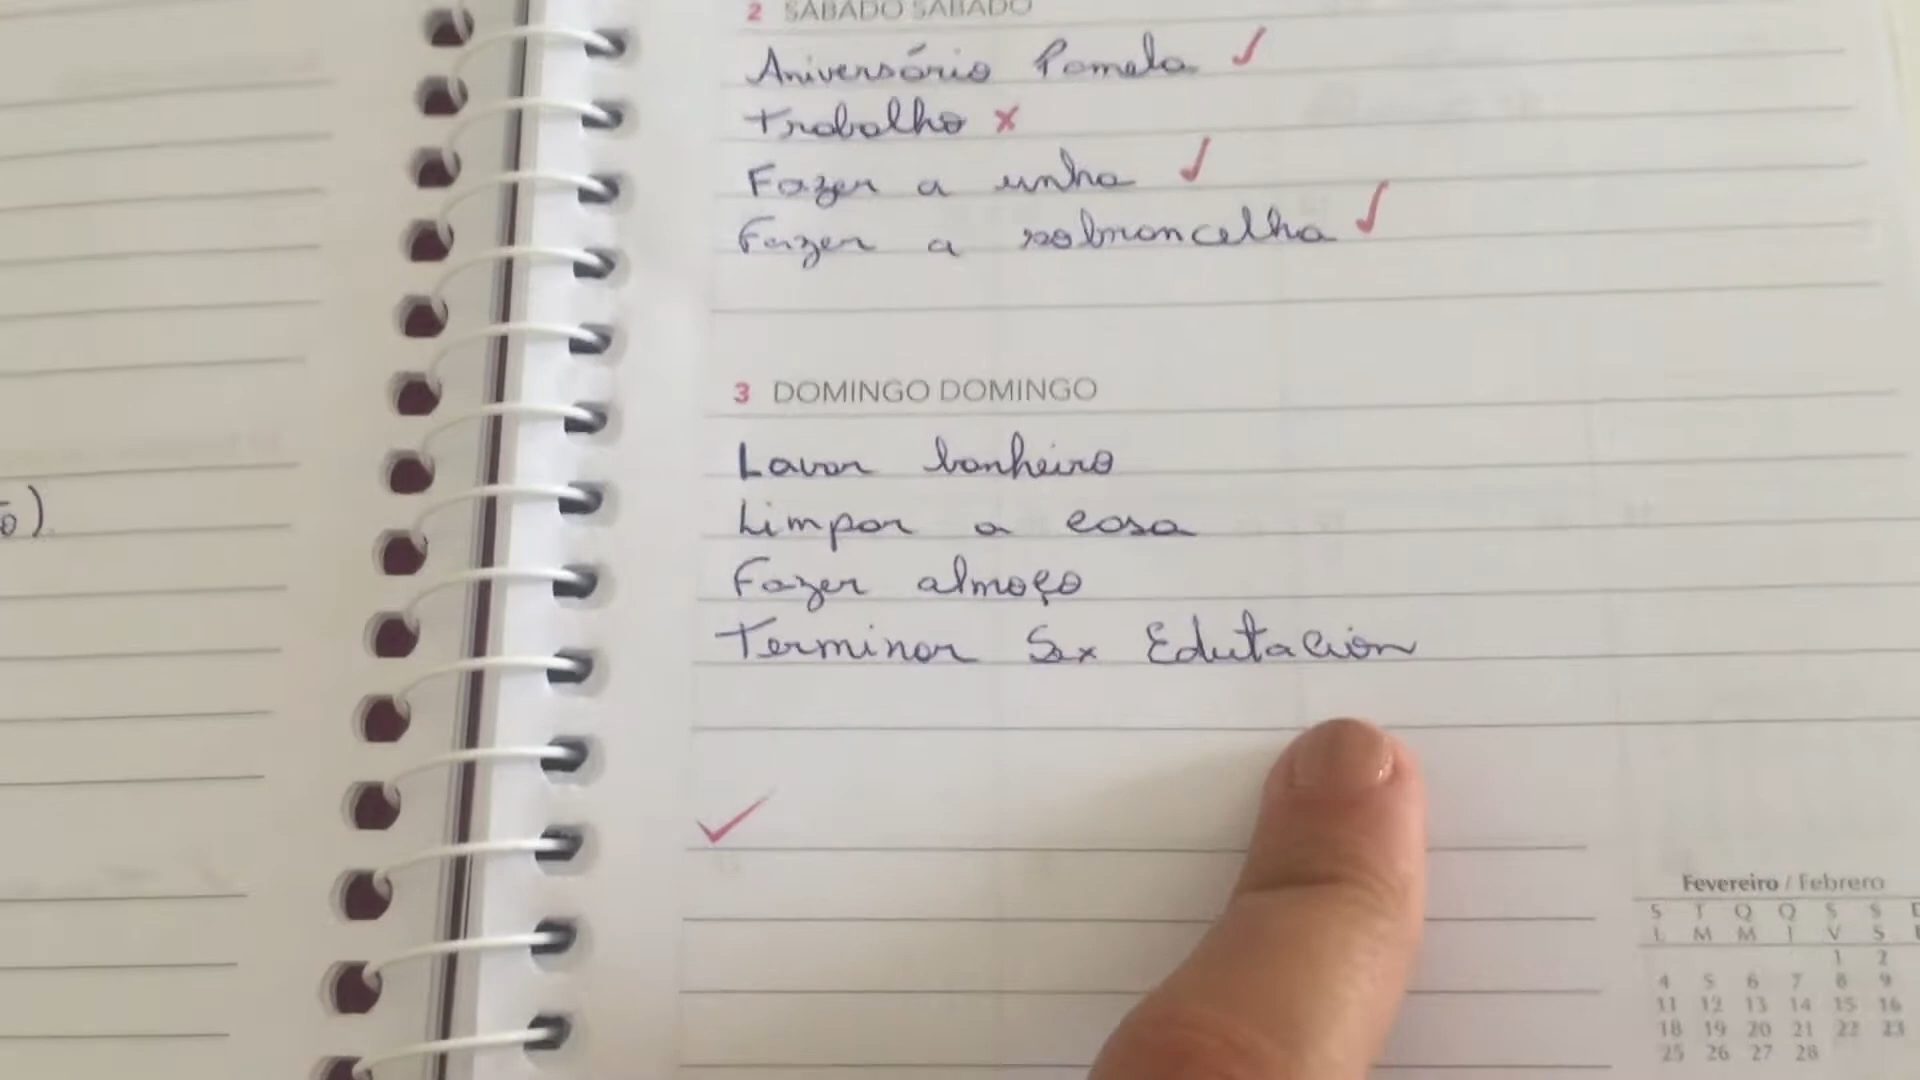 2 SÁBADO SÁBADO
Aniversário Pamela ✓
Trabalho x
Fazer a unha ✓
Fazer a sobrancelha ✓
3 DOMINGO DOMINGO
Lavar banheiro
Limpar a casa
Fazer almoço
Terminar Sex Edutacion
✓
Fevereiro / Febrero
S T Q Q S S D
L M M J V S
1 2
4 5 6 7 8 9
11 12 13 14 15 16
18 19 20 21 22 23
25 26 27 28